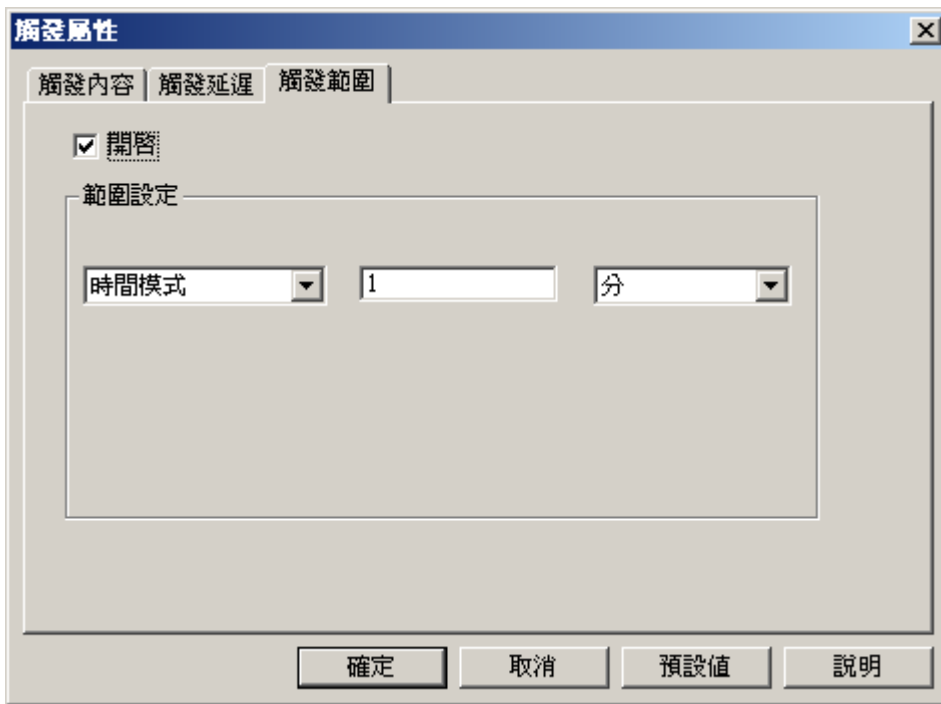 觸發屬性
觸發內容 觸發延遲 觸發範圍
開啓
範圍設定
時間模式 1 分
確定 取消 預設值 說明